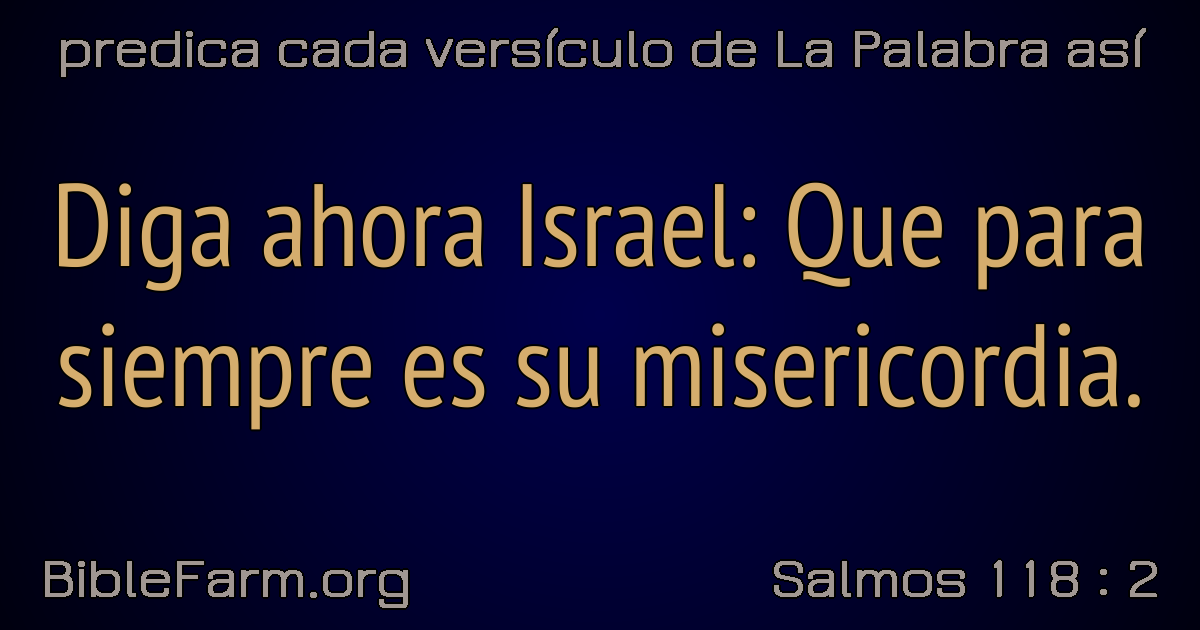 predica cada versículo de La Palabra así
Diga ahora Israel: Que para
siempre es su misericordia.
BibleFarm.org
Salmos 118 : 2